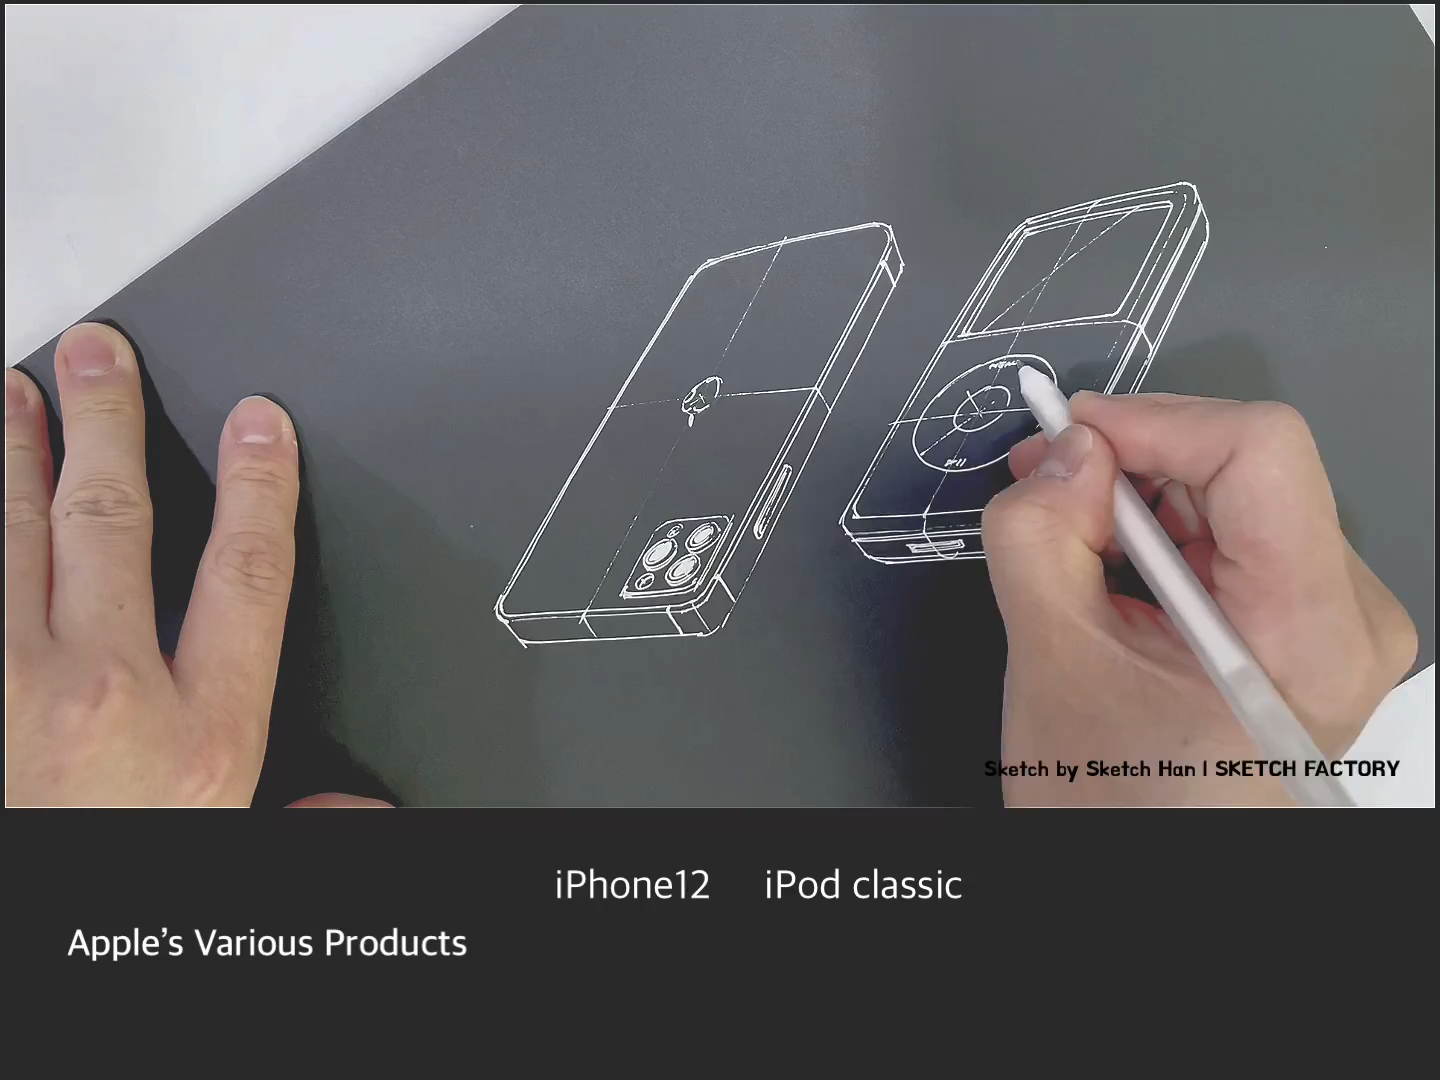 Sketch by Sketch Han | SKETCH FACTORY
iPhone12 iPod classic
Apple’s Various Products